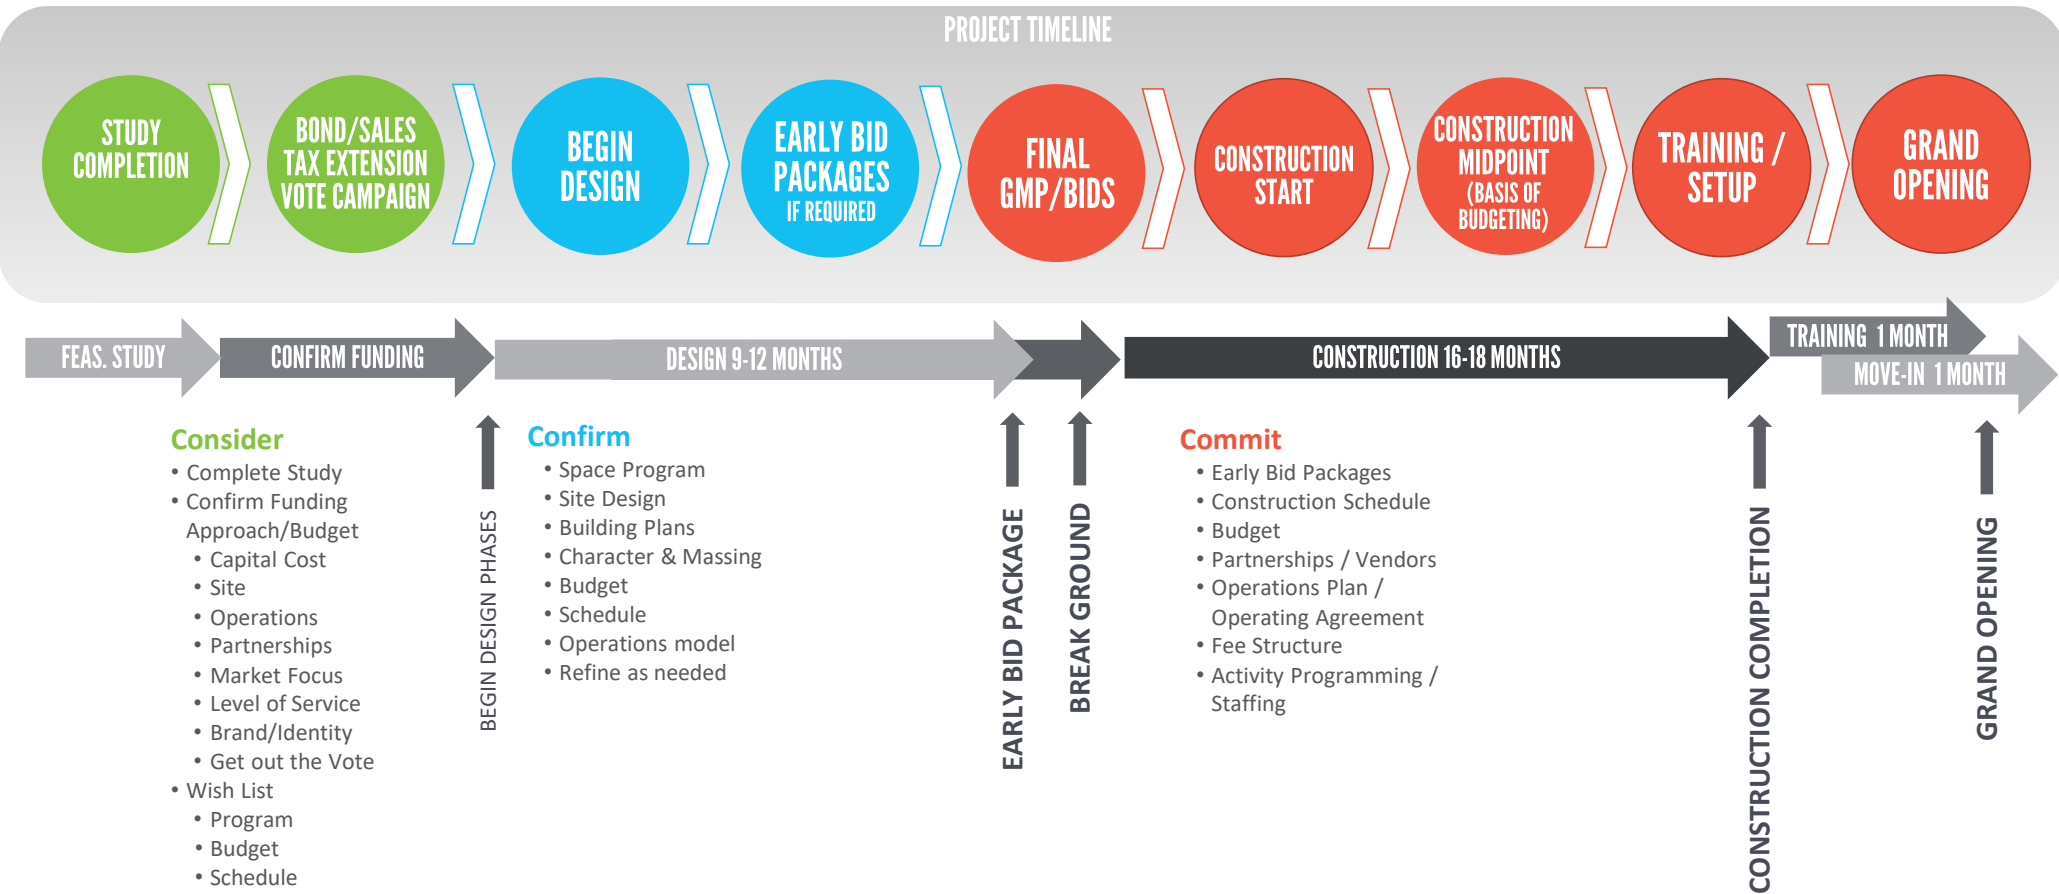 PROJECT TIMELINE
STUDY
COMPLETION
BOND/SALES
TAX EXTENSION
VOTE CAMPAIGN
BEGIN
DESIGN
EARLY BID
PACKAGES
IF REQUIRED
FINAL
GMP/BIDS
CONSTRUCTION
START
CONSTRUCTION
MIDPOINT
(BASIS OF
BUDGETING)
TRAINING /
SETUP
GRAND
OPENING
FEAS. STUDY
CONFIRM FUNDING
DESIGN 9-12 MONTHS
CONSTRUCTION 16-18 MONTHS
TRAINING 1 MONTH
MOVE-IN 1 MONTH
Consider
• Complete Study
• Confirm Funding
Approach/Budget
• Capital Cost
• Site
• Operations
• Partnerships
• Market Focus
• Level of Service
• Brand/Identity
• Get out the Vote
• Wish List
• Program
• Budget
• Schedule
BEGIN DESIGN PHASES
Confirm
• Space Program
• Site Design
• Building Plans
• Character & Massing
• Budget
• Schedule
• Operations model
• Refine as needed
EARLY BID PACKAGE
BREAK GROUND
Commit
• Early Bid Packages
• Construction Schedule
• Budget
• Partnerships / Vendors
• Operations Plan /
Operating Agreement
• Fee Structure
• Activity Programming /
Staffing
CONSTRUCTION COMPLETION
GRAND OPENING